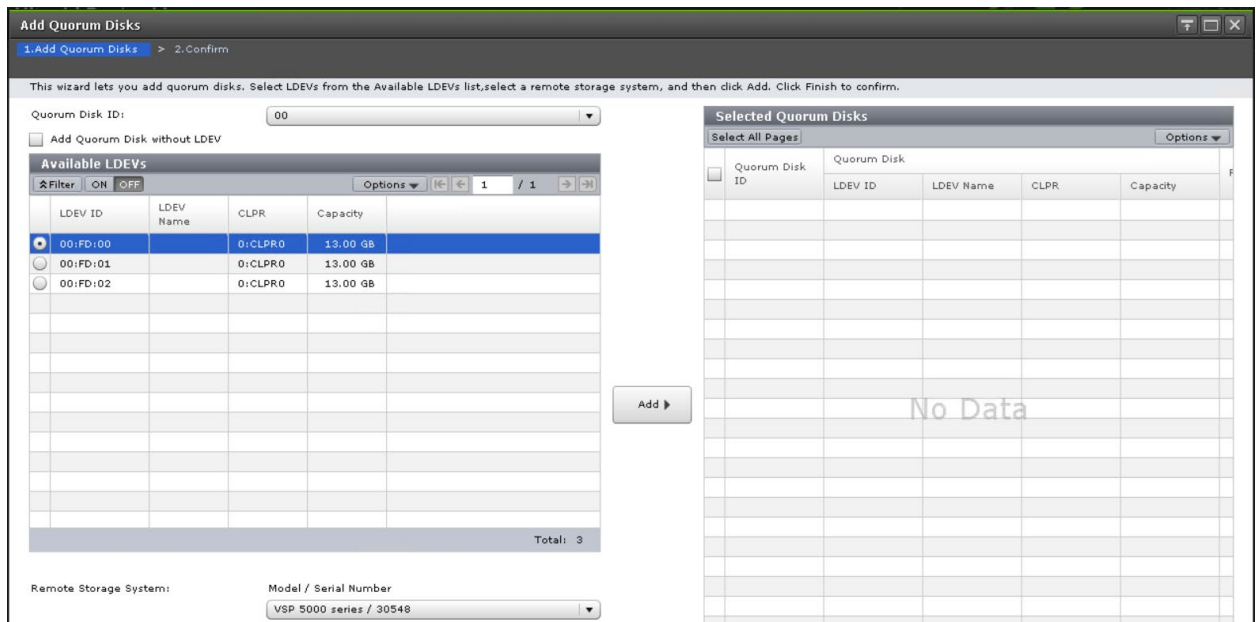 Add Quorum Disks
1.Add Quorum Disks > 2.Confirm
This wizard lets you add quorum disks. Select LDEVs from the Available LDEVs list,select a remote storage system, and then click Add. Click Finish to confirm.
Quorum Disk ID: 00
Add Quorum Disk without LDEV
Available LDEVs
Filter ON OFF Options 1 / 1
LDEV ID LDEV Name CLPR Capacity
00:FD:00 0:CLPR0 13.00 GB
00:FD:01 0:CLPR0 13.00 GB
00:FD:02 0:CLPR0 13.00 GB
Total: 3
Remote Storage System: Model / Serial Number
VSP 5000 series / 30548
Add
Selected Quorum Disks
Select All Pages Options
Quorum Disk ID Quorum Disk
LDEV ID LDEV Name CLPR Capacity
No Data